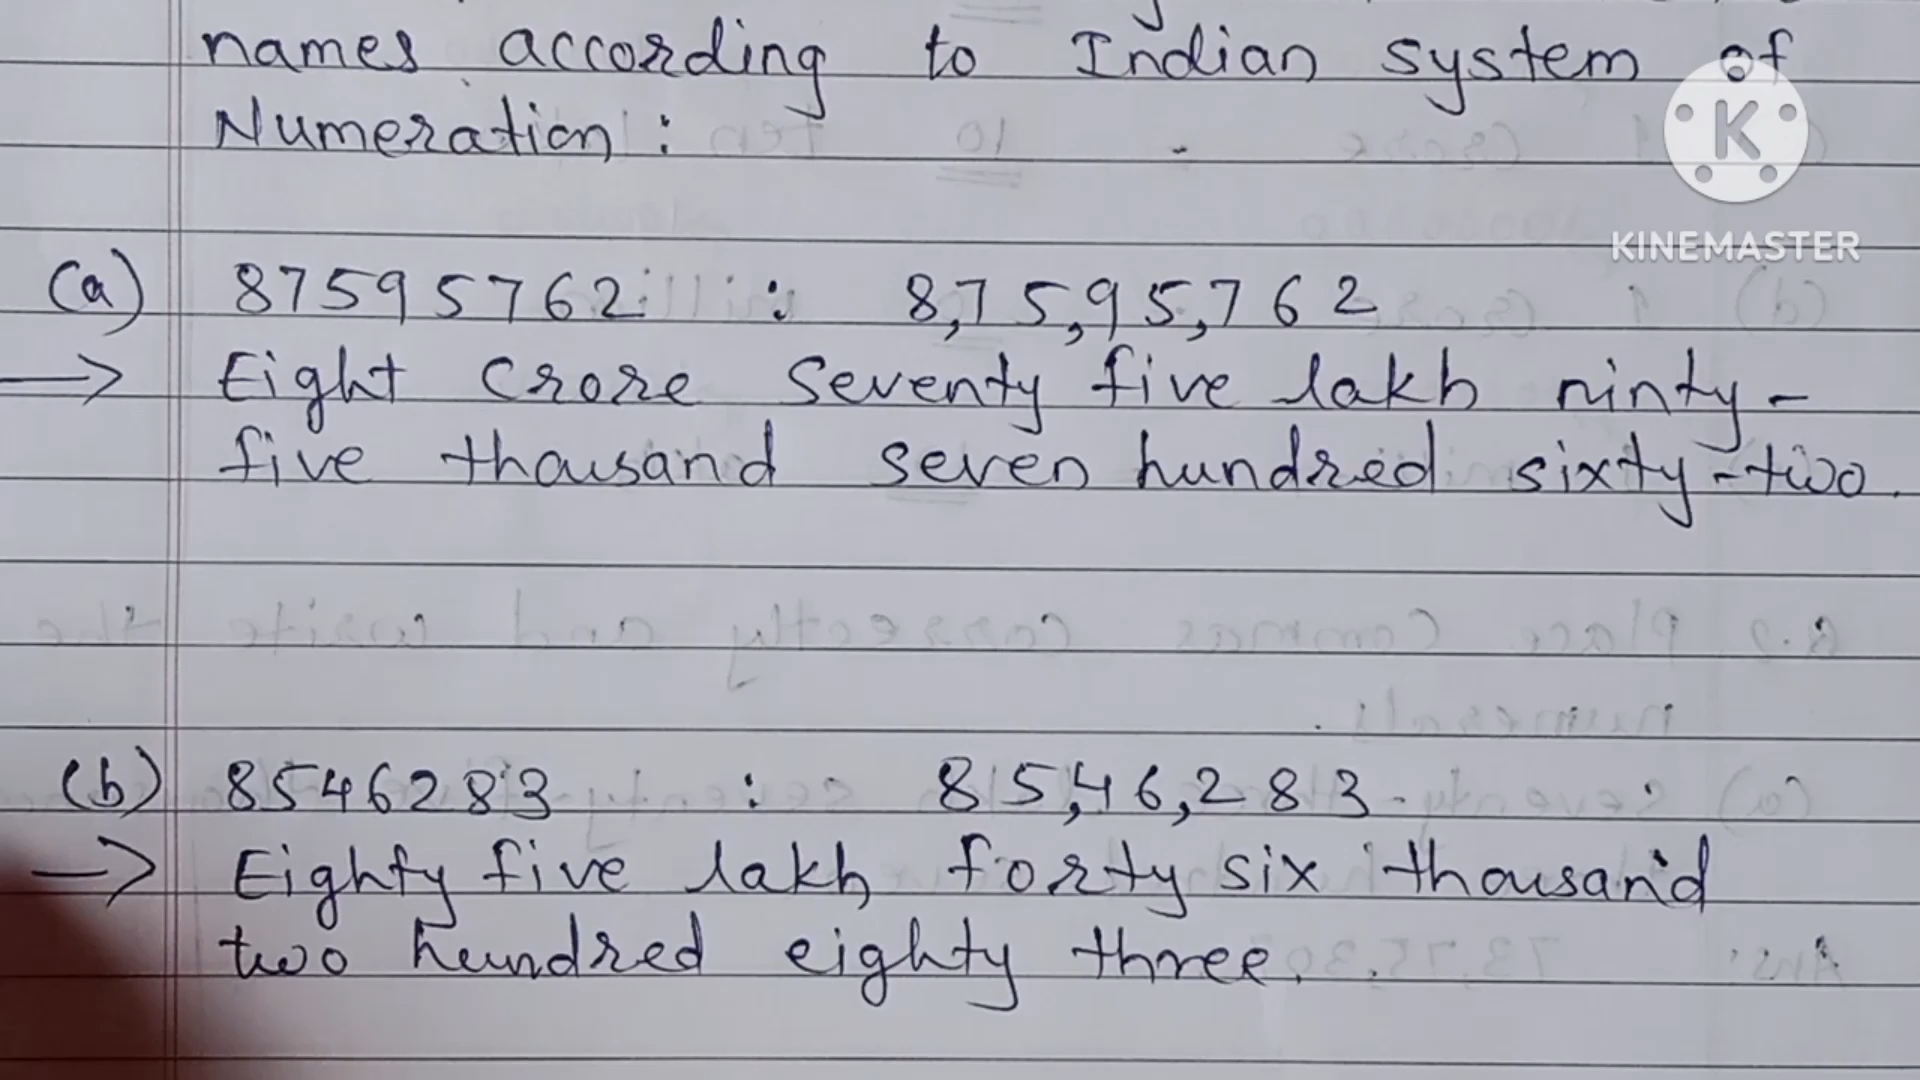 names according to Indian system of
Numeration :
K
KINEMASTER
(a) 87595762 : 8,75,95,762
→ Eight crore seventy five lakh ninty-
five thousand seven hundred sixty-two.
(b) 8546283 : 85,46,283.
→ Eighty five lakh forty six thousand
two hundred eighty three.